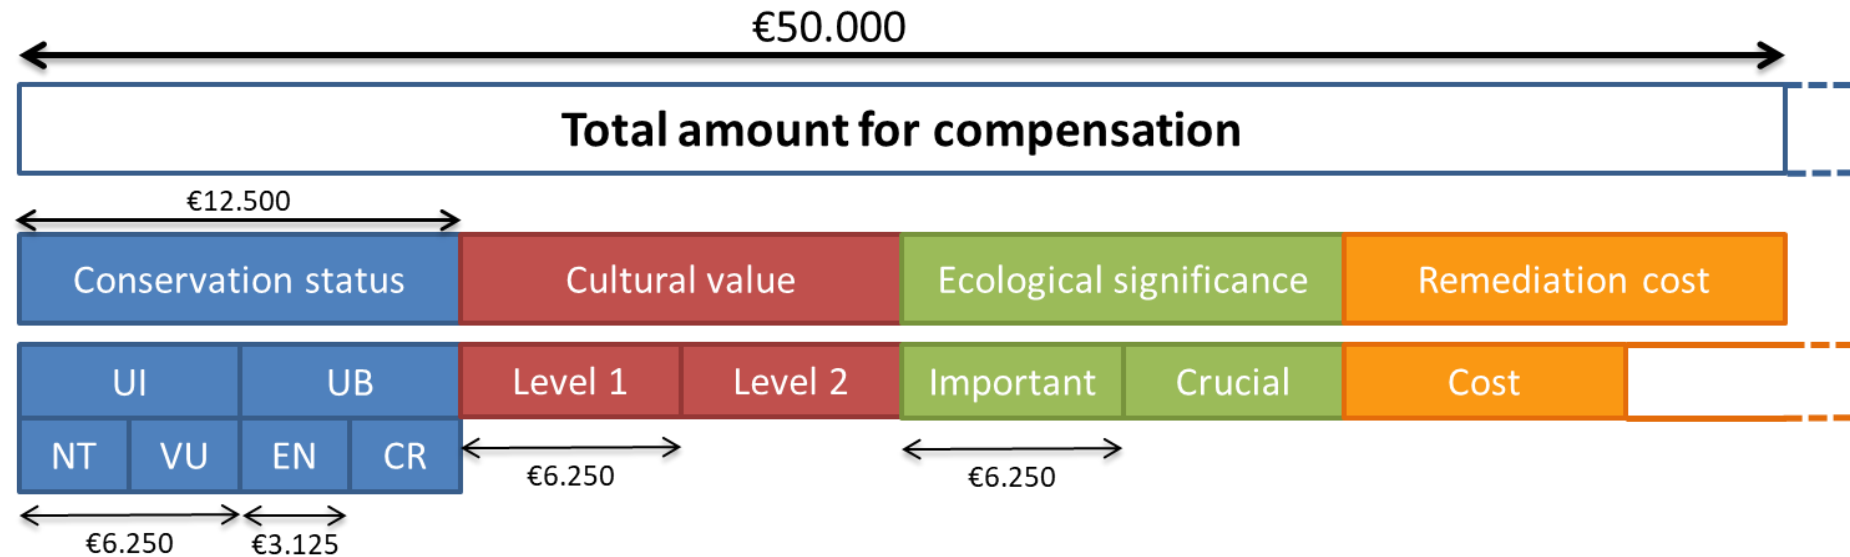 €50.000
Total amount for compensation
€12.500
Conservation status Cultural value Ecological significance Remediation cost
UI UB Level 1 Level 2 Important Crucial Cost
NT VU EN CR
€6.250 €6.250
€6.250 €3.125